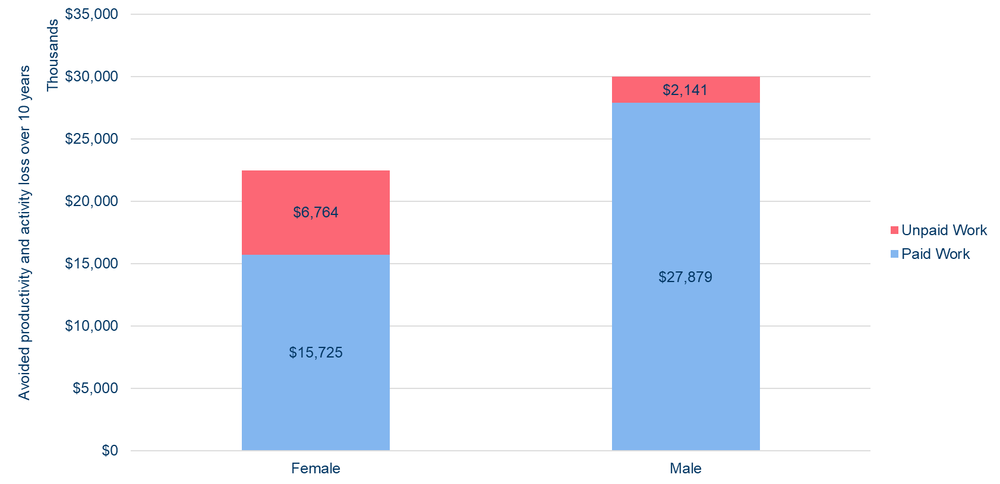 Avoided productivity and activity loss over 10 years
Thousands
$35,000
$30,000
$25,000
$20,000
$15,000
$10,000
$5,000
$0
$6,764
$15,725
$2,141
$27,879
Female
Male
Unpaid Work
Paid Work